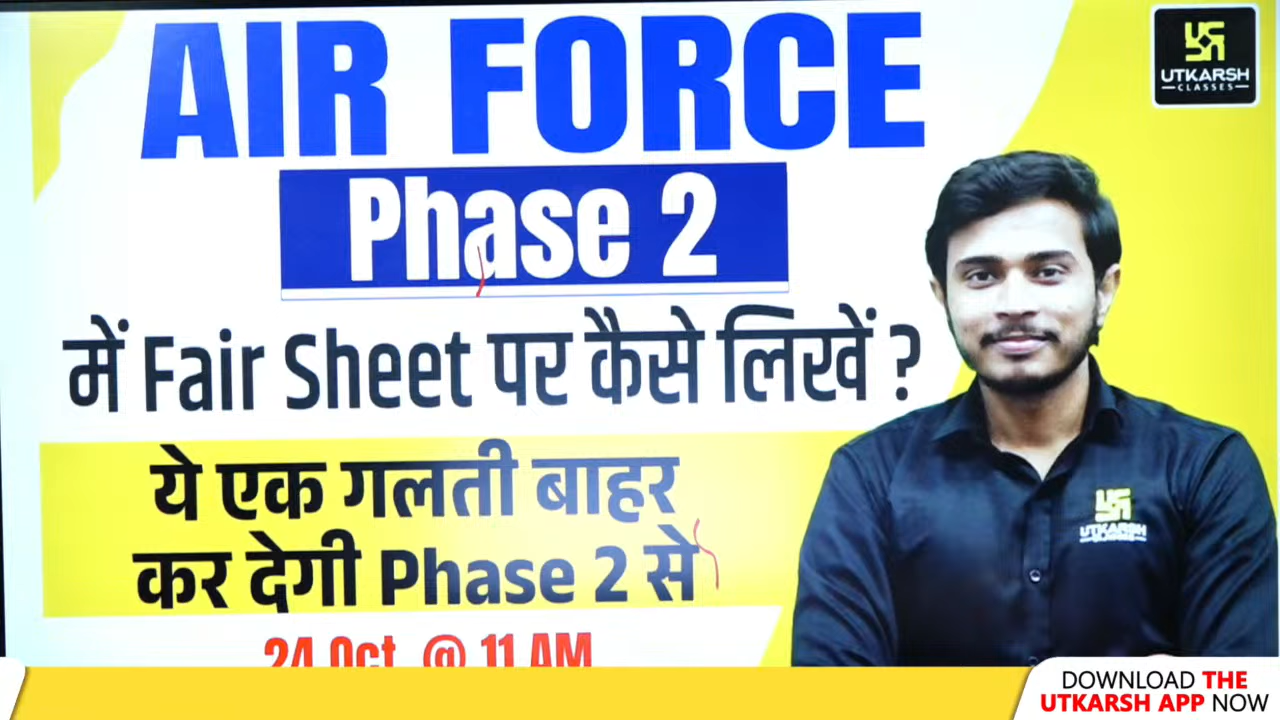 AIR FORCE
UTKARSH
CLASSES
Phase 2
में Fair Sheet पर कैसे लिखें ?
ये एक गलती बाहर
कर देगी Phase 2 से
UTKARSH
24 Oct. @ 11 AM
DOWNLOAD THE
UTKARSH APP NOW